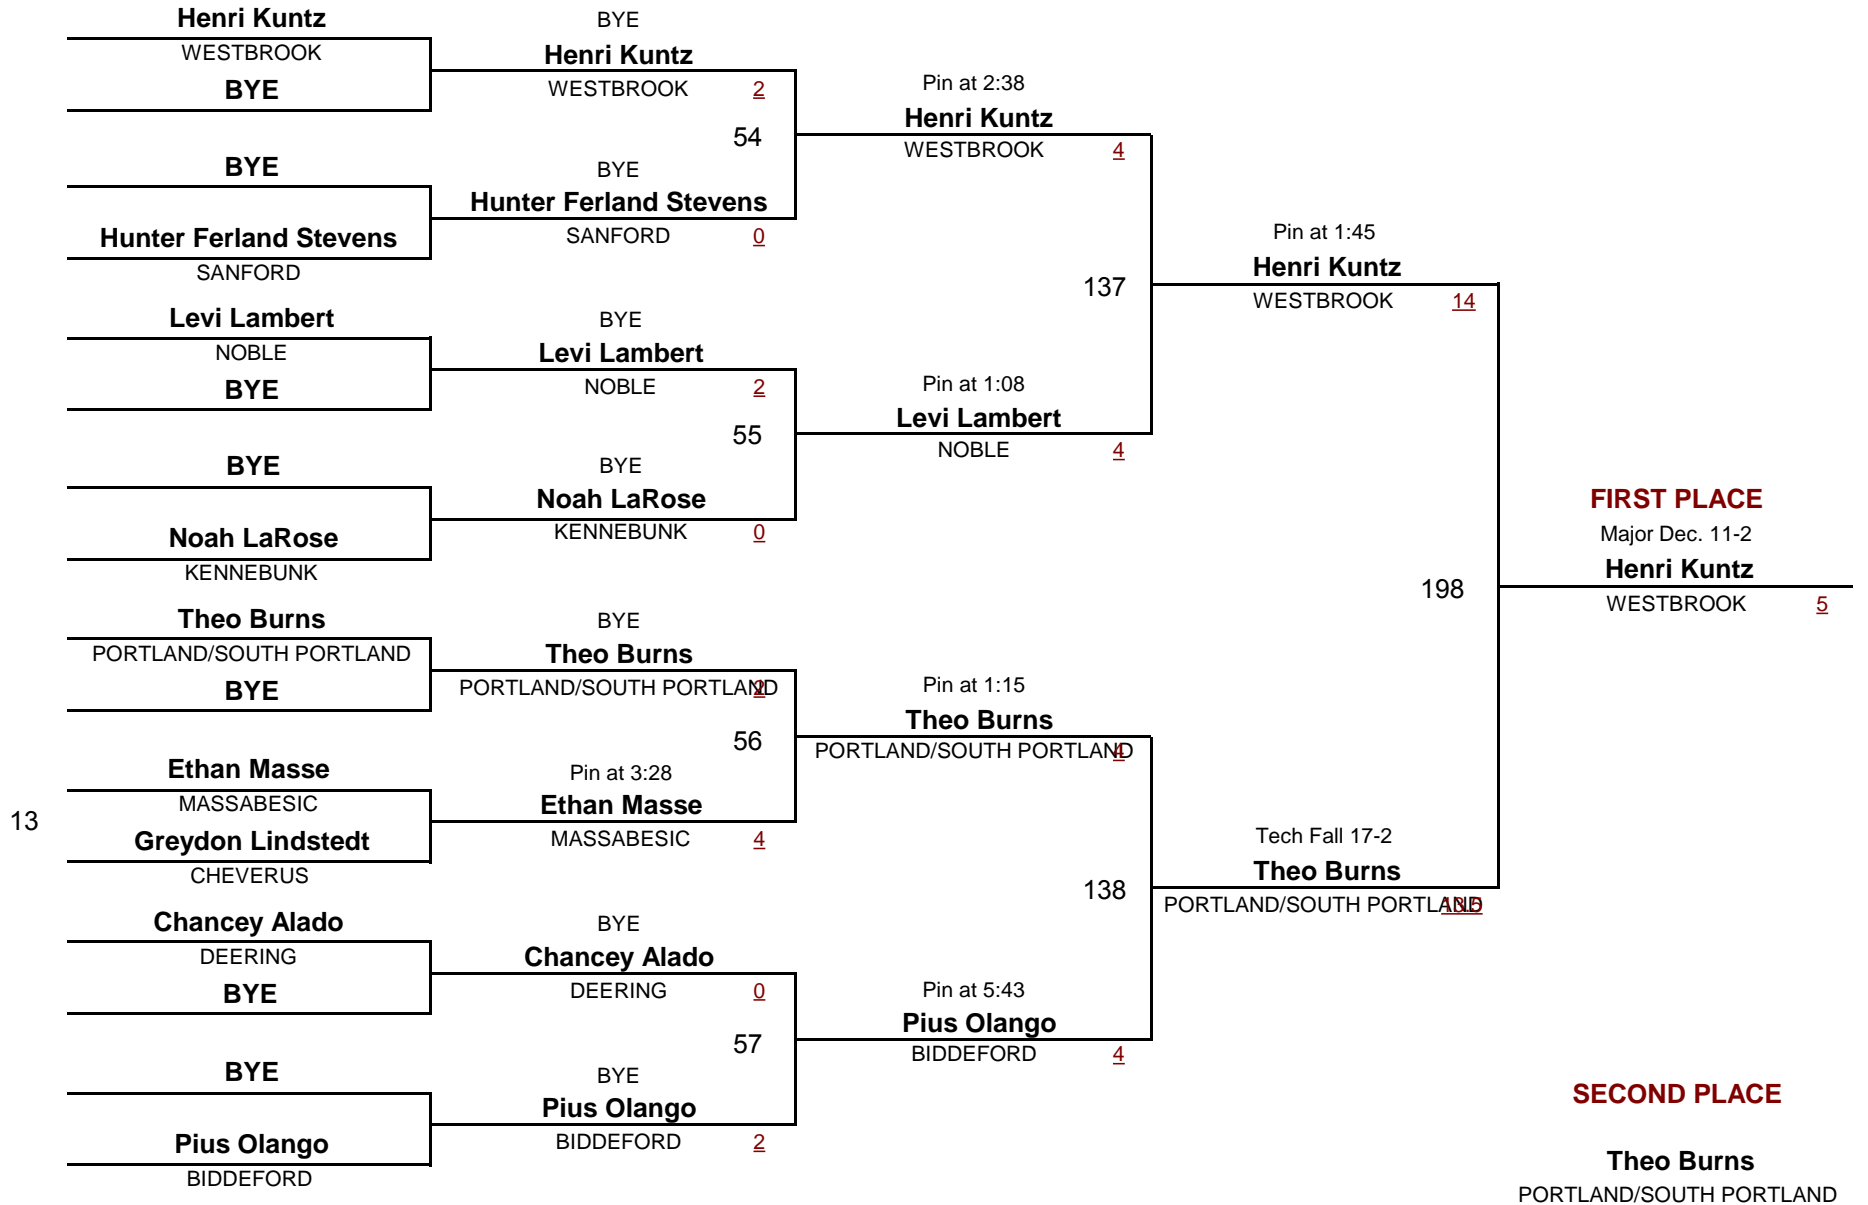 Henri Kuntz
WESTBROOK
BYE
BYE
Hunter Ferland Stevens
SANFORD
Levi Lambert
NOBLE
BYE
BYE
Noah LaRose
KENNEBUNK
Theo Burns
PORTLAND/SOUTH PORTLAND
BYE
13
Ethan Masse
MASSABESIC
Greydon Lindstedt
CHEVERUS
Chancey Alado
DEERING
BYE
BYE
Pius Olango
BIDDEFORD
BYE
Henri Kuntz
WESTBROOK 2
54
BYE
Hunter Ferland Stevens
SANFORD 0
BYE
Levi Lambert
NOBLE 2
55
BYE
Noah LaRose
KENNEBUNK 0
BYE
Theo Burns
PORTLAND/SOUTH PORTLAND 2
56
Pin at 3:28
Ethan Masse
MASSABESIC 4
BYE
Chancey Alado
DEERING 0
57
BYE
Pius Olango
BIDDEFORD 2
Pin at 2:38
Henri Kuntz
WESTBROOK 4
137
Pin at 1:08
Levi Lambert
NOBLE 4
Pin at 1:15
Theo Burns
PORTLAND/SOUTH PORTLAND 4
138
Pin at 5:43
Pius Olango
BIDDEFORD 4
Pin at 1:45
Henri Kuntz
WESTBROOK 14
198
Tech Fall 17-2
Theo Burns
PORTLAND/SOUTH PORTLAND
FIRST PLACE
Major Dec. 11-2
Henri Kuntz
WESTBROOK 5
SECOND PLACE
Theo Burns
PORTLAND/SOUTH PORTLAND